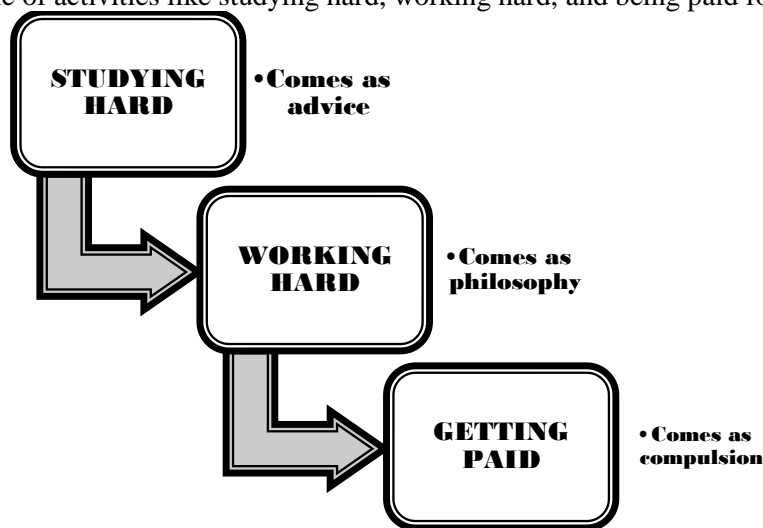 of activities like studying hard, working hard, and being paid
STUDYING
HARD
•Comes as
advice
WORKING
HARD
•Comes as
philosophy
GETTING
PAID
•Comes as
compulsion